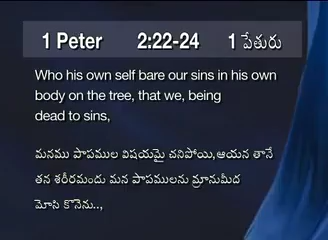 1 Peter 2:22-24 1 పేతురు
Who his own self bare our sins in his own
body on the tree, that we, being
dead to sins,
మనము పాపముల విషయమై చనిపోయి,ఆయన తానే
తన శరీరమందు మన పాపములను మ్రానుమీద
మోసి కొనెను..,